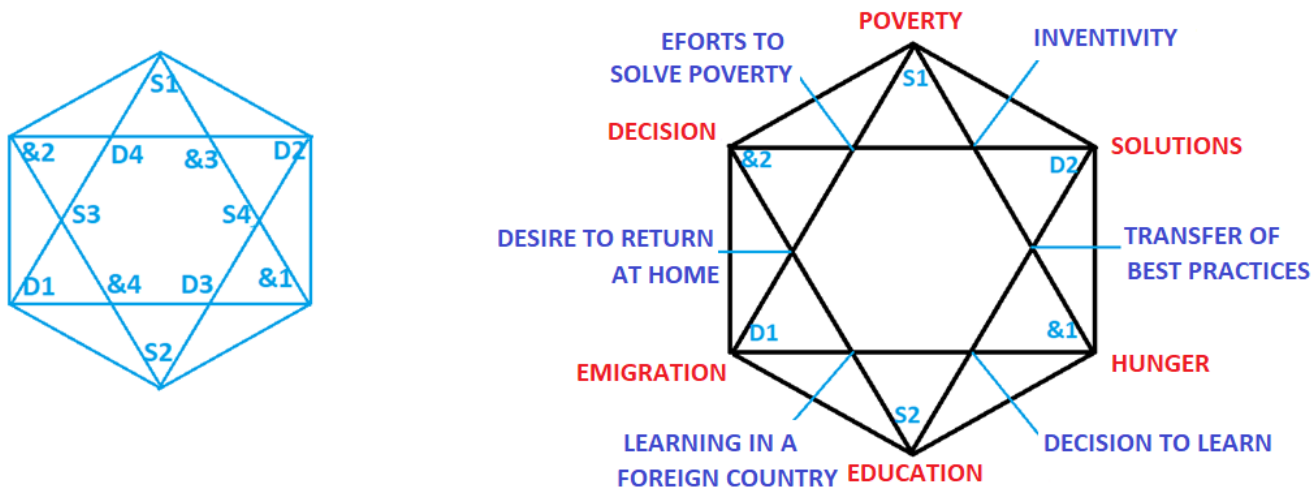 S1
&2
D4
&3
D2
S3
S4
D1
&4
D3
&1
S2
POVERTY
EFORTS TO
SOLVE POVERTY
INVENTIVITY
S1
DECISION
&2
D2
SOLUTIONS
DESIRE TO RETURN
AT HOME
TRANSFER OF
BEST PRACTICES
D1
&1
EMIGRATION
HUNGER
S2
LEARNING IN A
FOREIGN COUNTRY
DECISION TO LEARN
EDUCATION